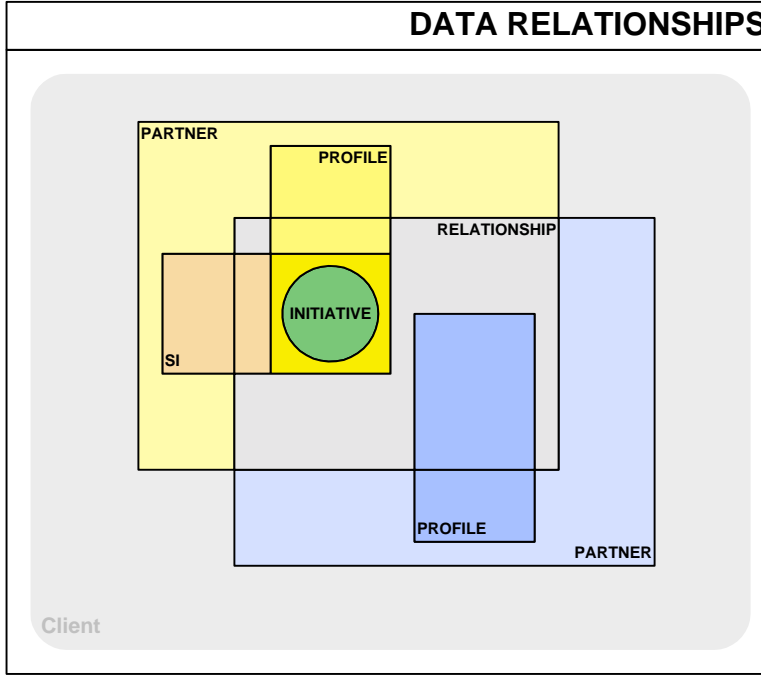 DATA RELATIONSHIPS
PARTNER
PROFILE
RELATIONSHIP
INITIATIVE
SI
PROFILE
PARTNER
Client